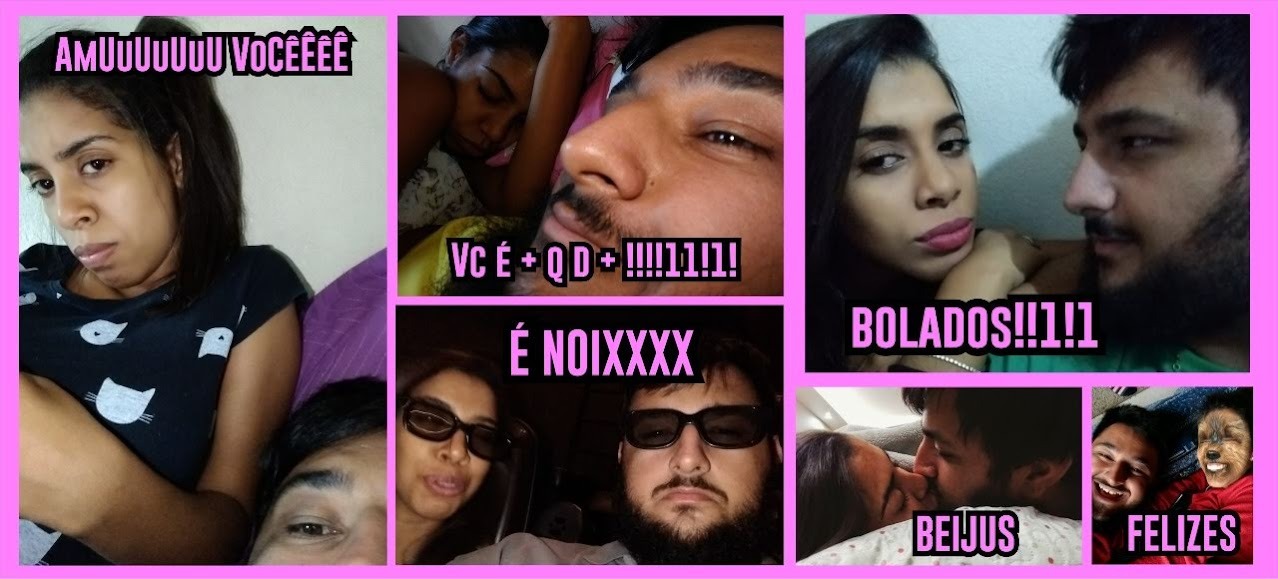 AMUUUUUUU VOCÊÊÊÊ
VC É + Q D + !!!!11!1!
É NOIXXXX
BOLADOS!!1!1
BEIJUS
FELIZES